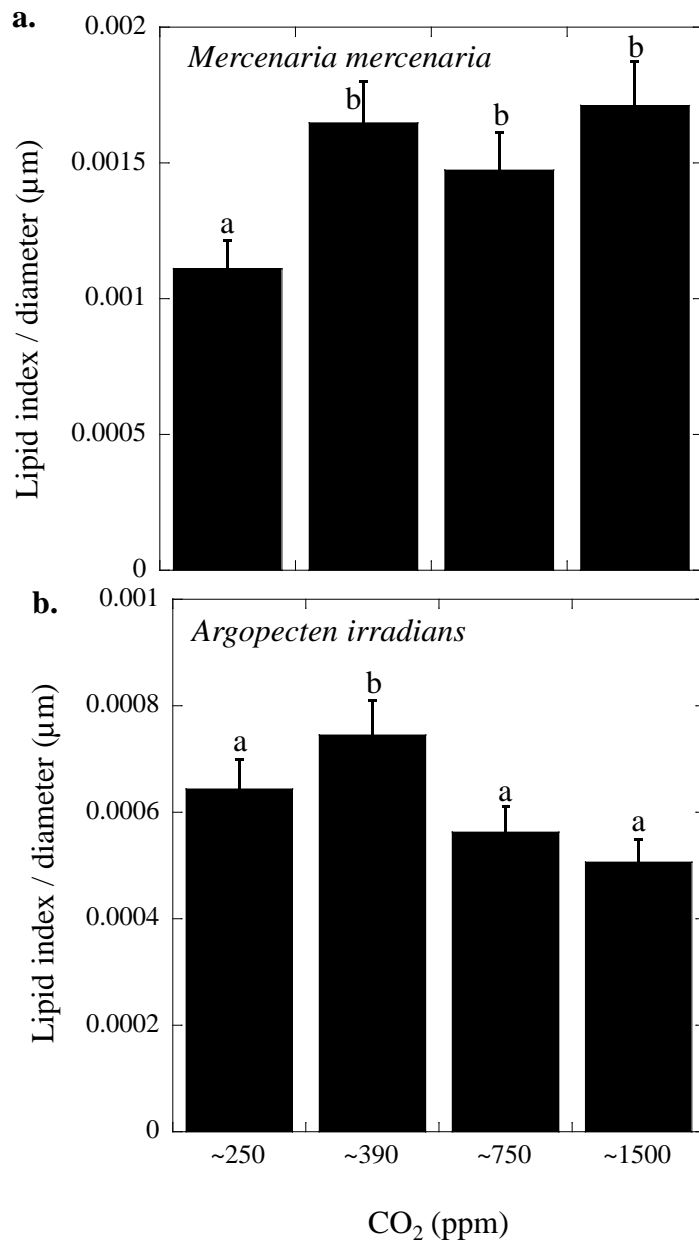 a.
0.002
Mercenaria mercenaria
b
b
b
0.0015
a
0.001
0.0005
0
Lipid index / diameter (μm)
b.
0.001
Argopecten irradians
b
0.0008
a
a
a
0.0006
0.0004
0.0002
0
Lipid index / diameter (μm)
~250 ~390 ~750 ~1500
CO₂ (ppm)